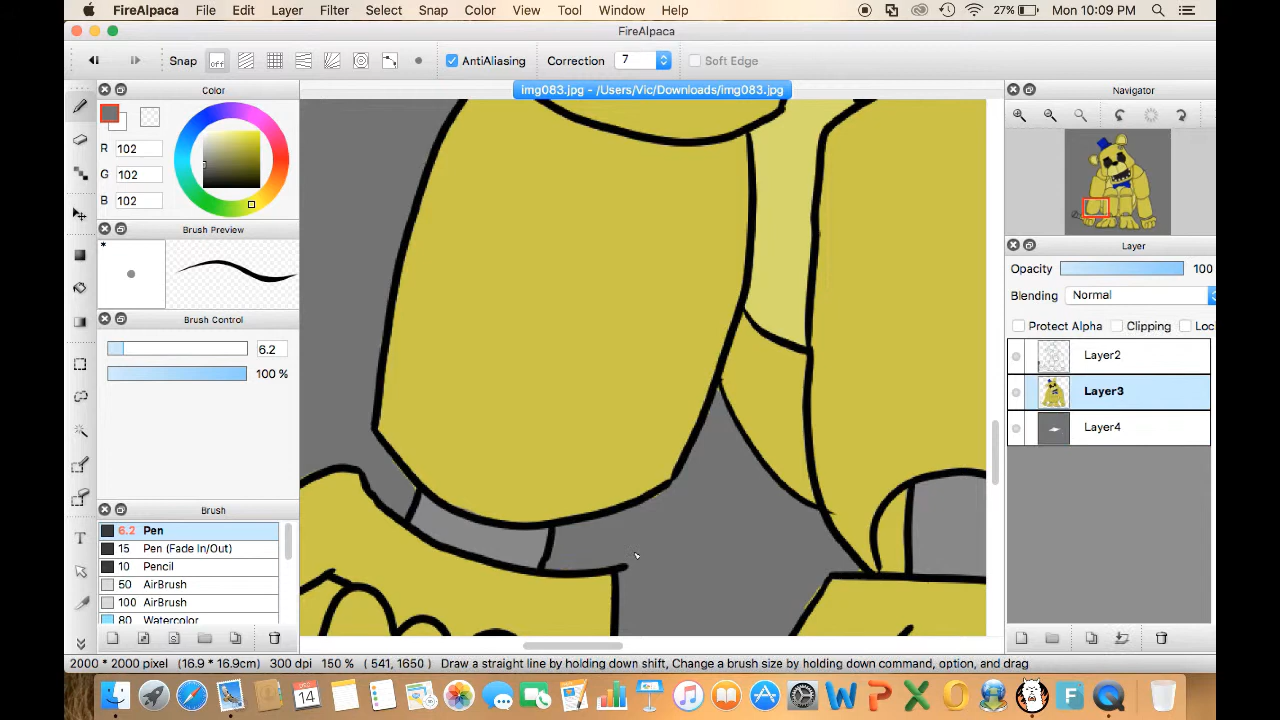 FireAlpaca File Edit Layer Filter Select Snap Color View Tool Window Help 27% Mon 10:09 PM
FireAlpaca
Snap off AntiAliasing Correction 7 Soft Edge
img083.jpg - /Users/Vic/Downloads/img083.jpg
Color
R 102
G 102
B 102
Brush Preview
*
Brush Control
6.2
100 %
Brush
6.2 Pen
15 Pen (Fade In/Out)
10 Pencil
50 AirBrush
100 AirBrush
80 Watercolor
T
Navigator
Layer
Opacity 100
Blending Normal
Protect Alpha Clipping Loc
Layer2
Layer3
Layer4
2000 * 2000 pixel (16.9 * 16.9cm) 300 dpi 150 % (541, 1650) Draw a straight line by holding down shift, Change a brush size by holding down command, option, and drag